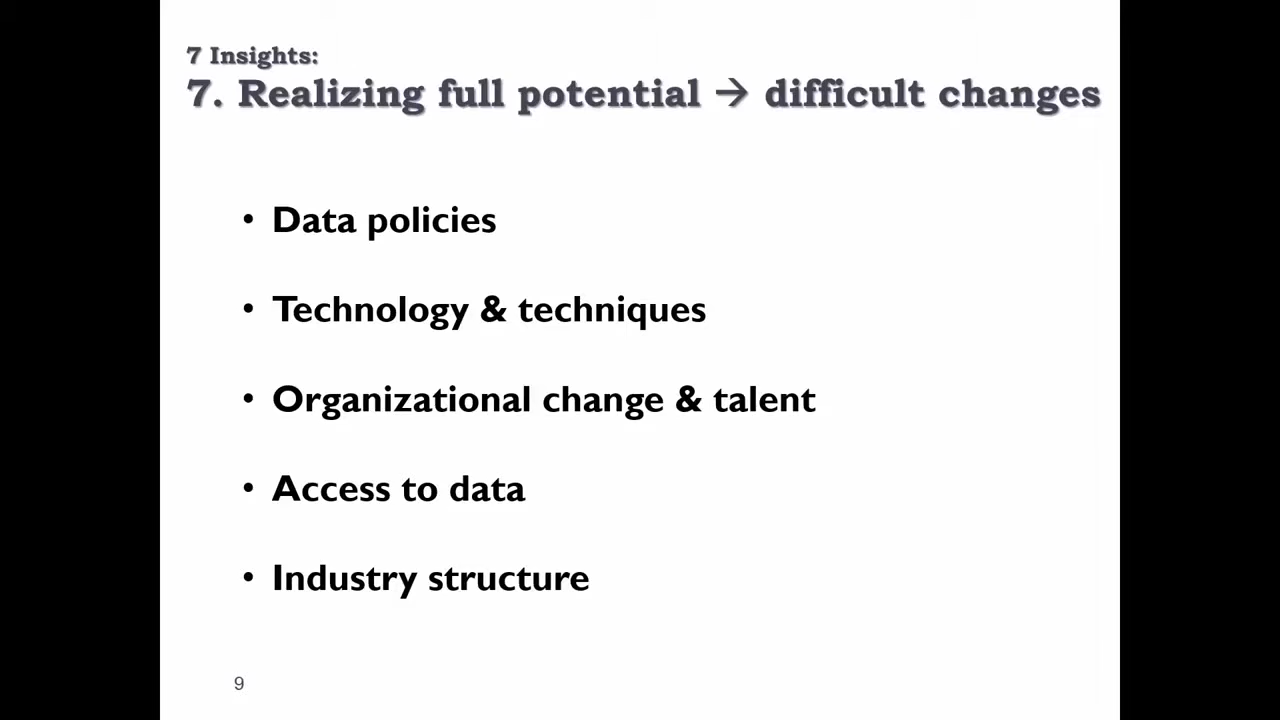 7 Insights:
7. Realizing full potential → difficult changes
• Data policies
• Technology & techniques
• Organizational change & talent
• Access to data
• Industry structure
9